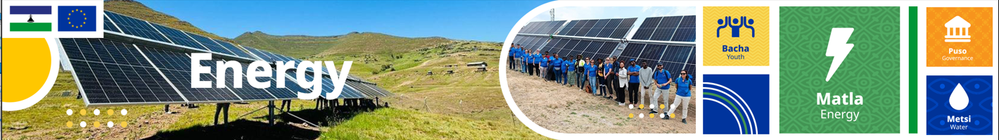 Energy
Bacha
Youth
Matla
Energy
Puso
Governance
Metsi
Water